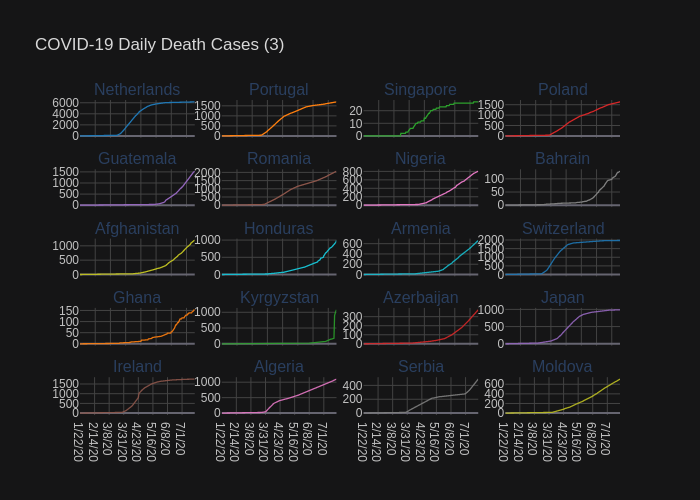 COVID-19 Daily Death Cases (3)
Netherlands Portugal Singapore Poland
6000 4000 2000 0
1500 1000 500 0
20 10 0
1500 1000 500 0
Guatemala Romania Nigeria Bahrain
1500 1000 500 0
2000 1500 1000 500 0
800 600 400 200 0
100 50 0
Afghanistan Honduras Armenia Switzerland
1000 500 0
1000 500 0
600 400 200 0
2000 1500 1000 500 0
Ghana Kyrgyzstan Azerbaijan Japan
150 100 50 0
1000 500 0
300 200 100 0
1000 500 0
Ireland Algeria Serbia Moldova
1500 1000 500 0
1000 500 0
400 200 0
600 400 200 0
1/22/20 2/14/20 3/8/20 3/31/20 4/23/20 5/16/20 6/8/20 7/1/20
1/22/20 2/14/20 3/8/20 3/31/20 4/23/20 5/16/20 6/8/20 7/1/20
1/22/20 2/14/20 3/8/20 3/31/20 4/23/20 5/16/20 6/8/20 7/1/20
1/22/20 2/14/20 3/8/20 3/31/20 4/23/20 5/16/20 6/8/20 7/1/20